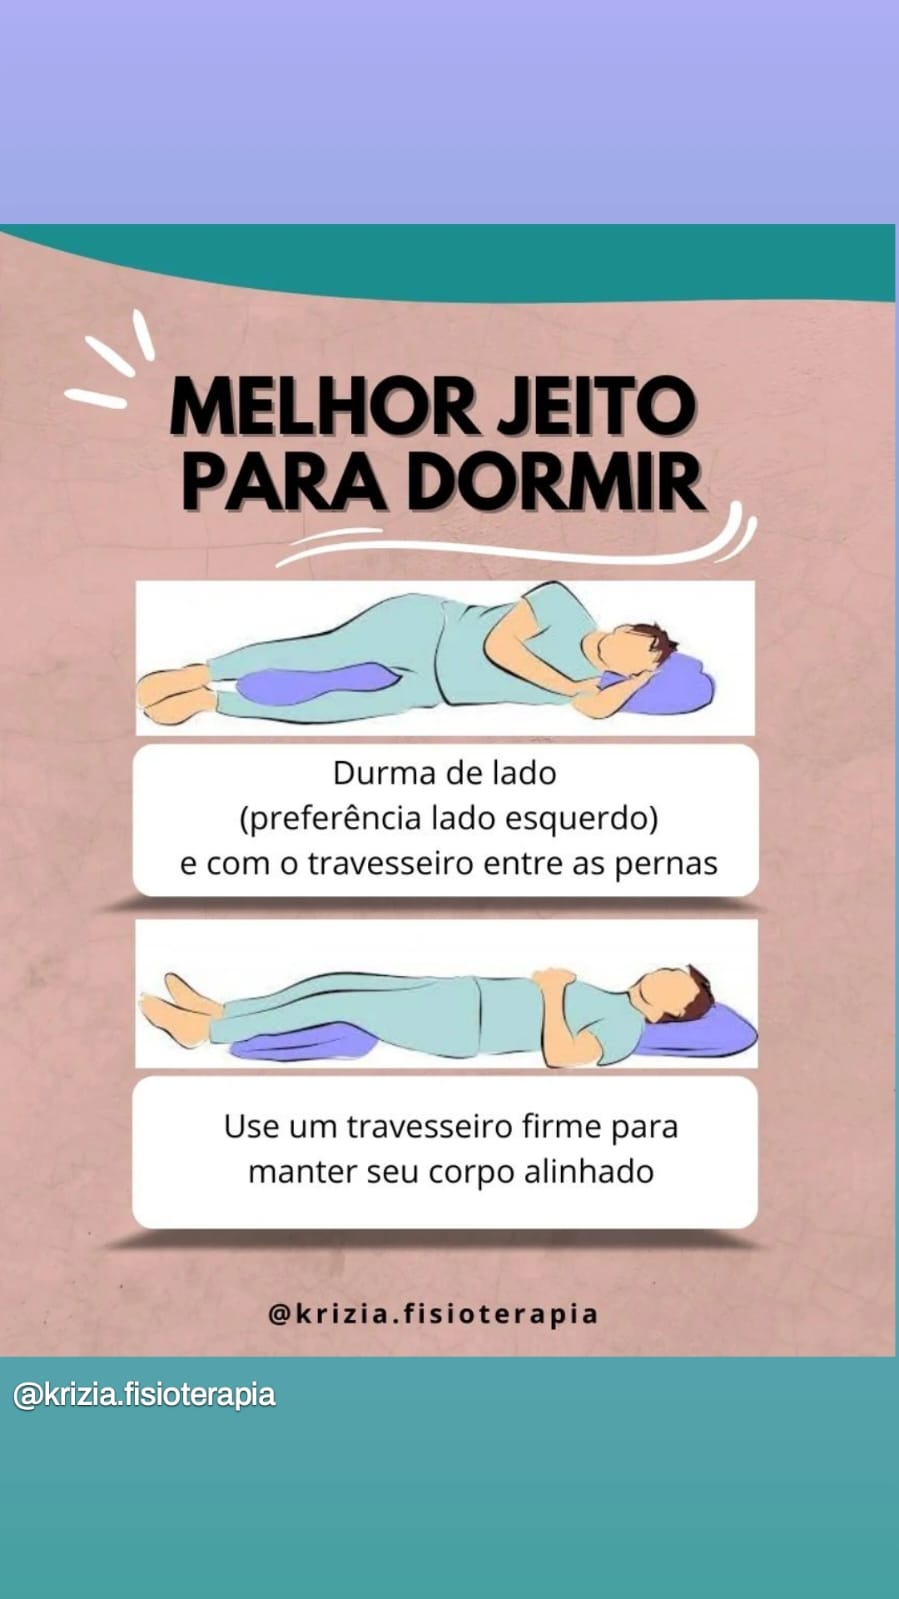 MELHOR JEITO
PARA DORMIR
Durma de lado
(preferência lado esquerdo)
e com o travesseiro entre as pernas
Use um travesseiro firme para
manter seu corpo alinhado
@krizia.fisioterapia
@krizia.fisioterapia